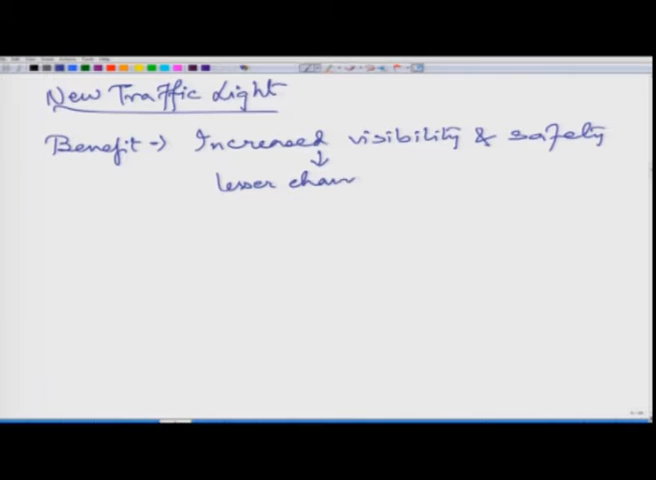 New Traffic Light
Benefit → Increased visibility & safety
↓
lesser chan